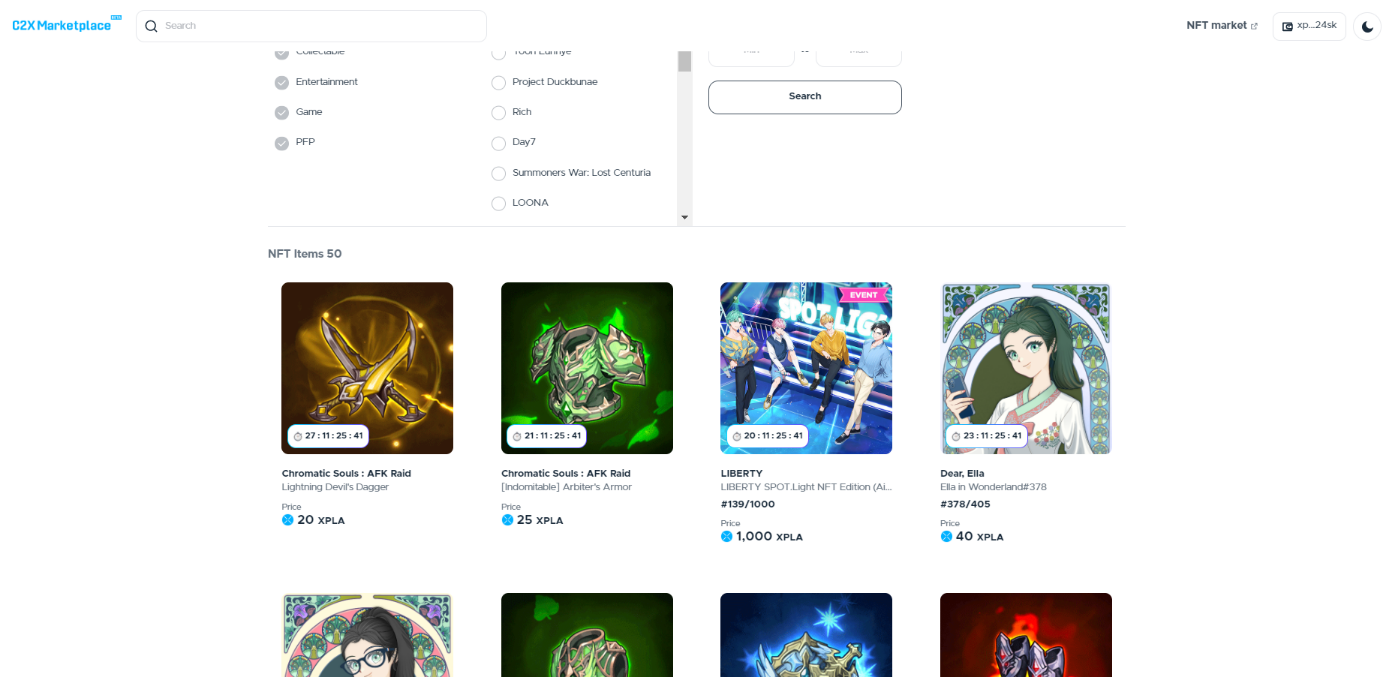 C2X Marketplace BETA
Search
NFT market
xp...24sk
Collectable
Toon Eunhye
Entertainment
Project Duckbunae
Search
Game
Rich
PFP
Day7
Summoners War: Lost Centuria
LOONA
NFT Items 50
EVENT
SPOT LIG
27 : 11 : 25 : 41
21 : 11 : 25 : 41
20 : 11 : 25 : 41
23 : 11 : 25 : 41
Chromatic Souls : AFK Raid
Lightning Devil's Dagger
Price
20 XPLA
Chromatic Souls : AFK Raid
[Indomitable] Arbiter's Armor
Price
25 XPLA
LIBERTY
LIBERTY SPOT.Light NFT Edition (Ai...
#139/1000
Price
1,000 XPLA
Dear, Ella
Ella in Wonderland#378
#378/405
Price
40 XPLA